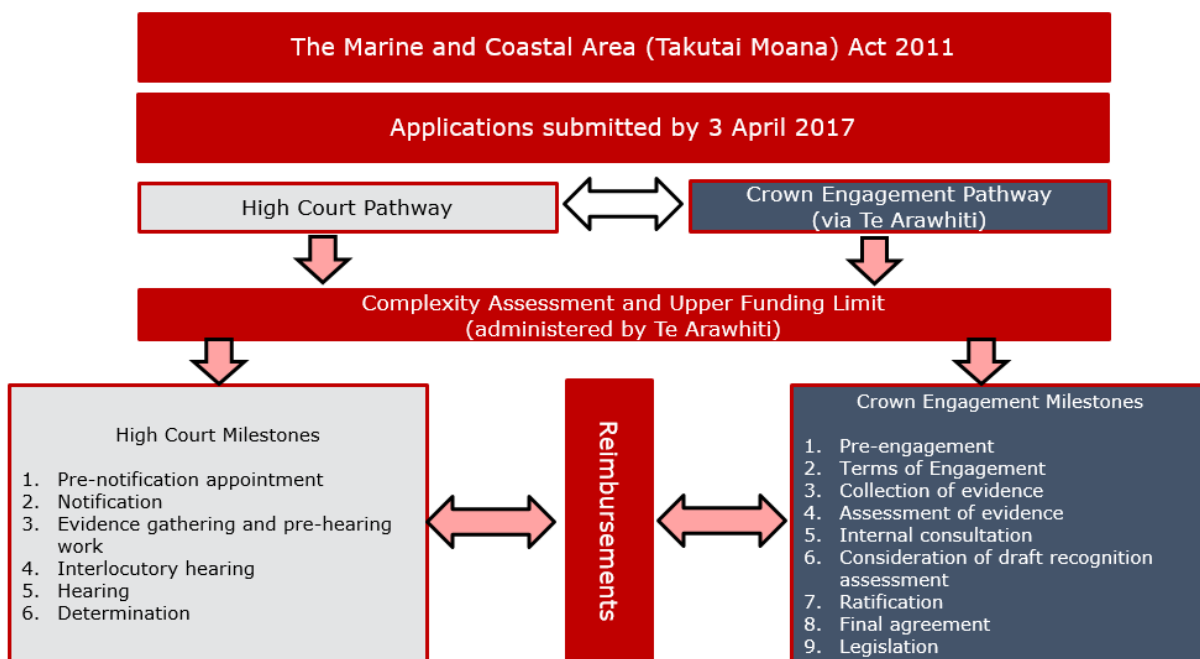 The Marine and Coastal Area (Takutai Moana) Act 2011
Applications submitted by 3 April 2017
High Court Pathway
Crown Engagement Pathway
(via Te Arawhiti)
Complexity Assessment and Upper Funding Limit
(administered by Te Arawhiti)
High Court Milestones
1. Pre-notification appointment
2. Notification
3. Evidence gathering and pre-hearing
work
4. Interlocutory hearing
5. Hearing
6. Determination
Reimbursements
Crown Engagement Milestones
1. Pre-engagement
2. Terms of Engagement
3. Collection of evidence
4. Assessment of evidence
5. Internal consultation
6. Consideration of draft recognition
assessment
7. Ratification
8. Final agreement
9. Legislation